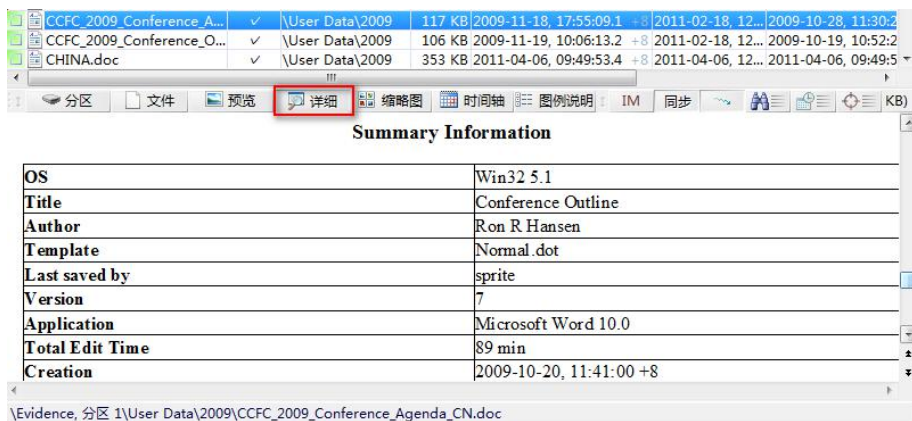 CCFC_2009_Conference_A... \User Data\2009 117 KB 2009-11-18, 17:55:09.1 +8 2011-02-18, 12... 2009-10-28, 11:30:2
CCFC_2009_Conference_O... \User Data\2009 106 KB 2009-11-19, 10:06:13.2 +8 2011-02-18, 12... 2009-10-19, 10:52:2
CHINA.doc \User Data\2009 353 KB 2011-04-06, 09:49:53.4 +8 2011-04-06, 12... 2011-04-06, 09:49:5
分区 文件 预览 详细 缩略图 时间轴 图例说明 IM 同步 KB)
Summary Information
OS Win32 5.1
Title Conference Outline
Author Ron R Hansen
Template Normal.dot
Last saved by sprite
Version 7
Application Microsoft Word 10.0
Total Edit Time 89 min
Creation 2009-10-20, 11:41:00 +8
\Evidence, 分区 1\User Data\2009\CCFC_2009_Conference_Agenda_CN.doc